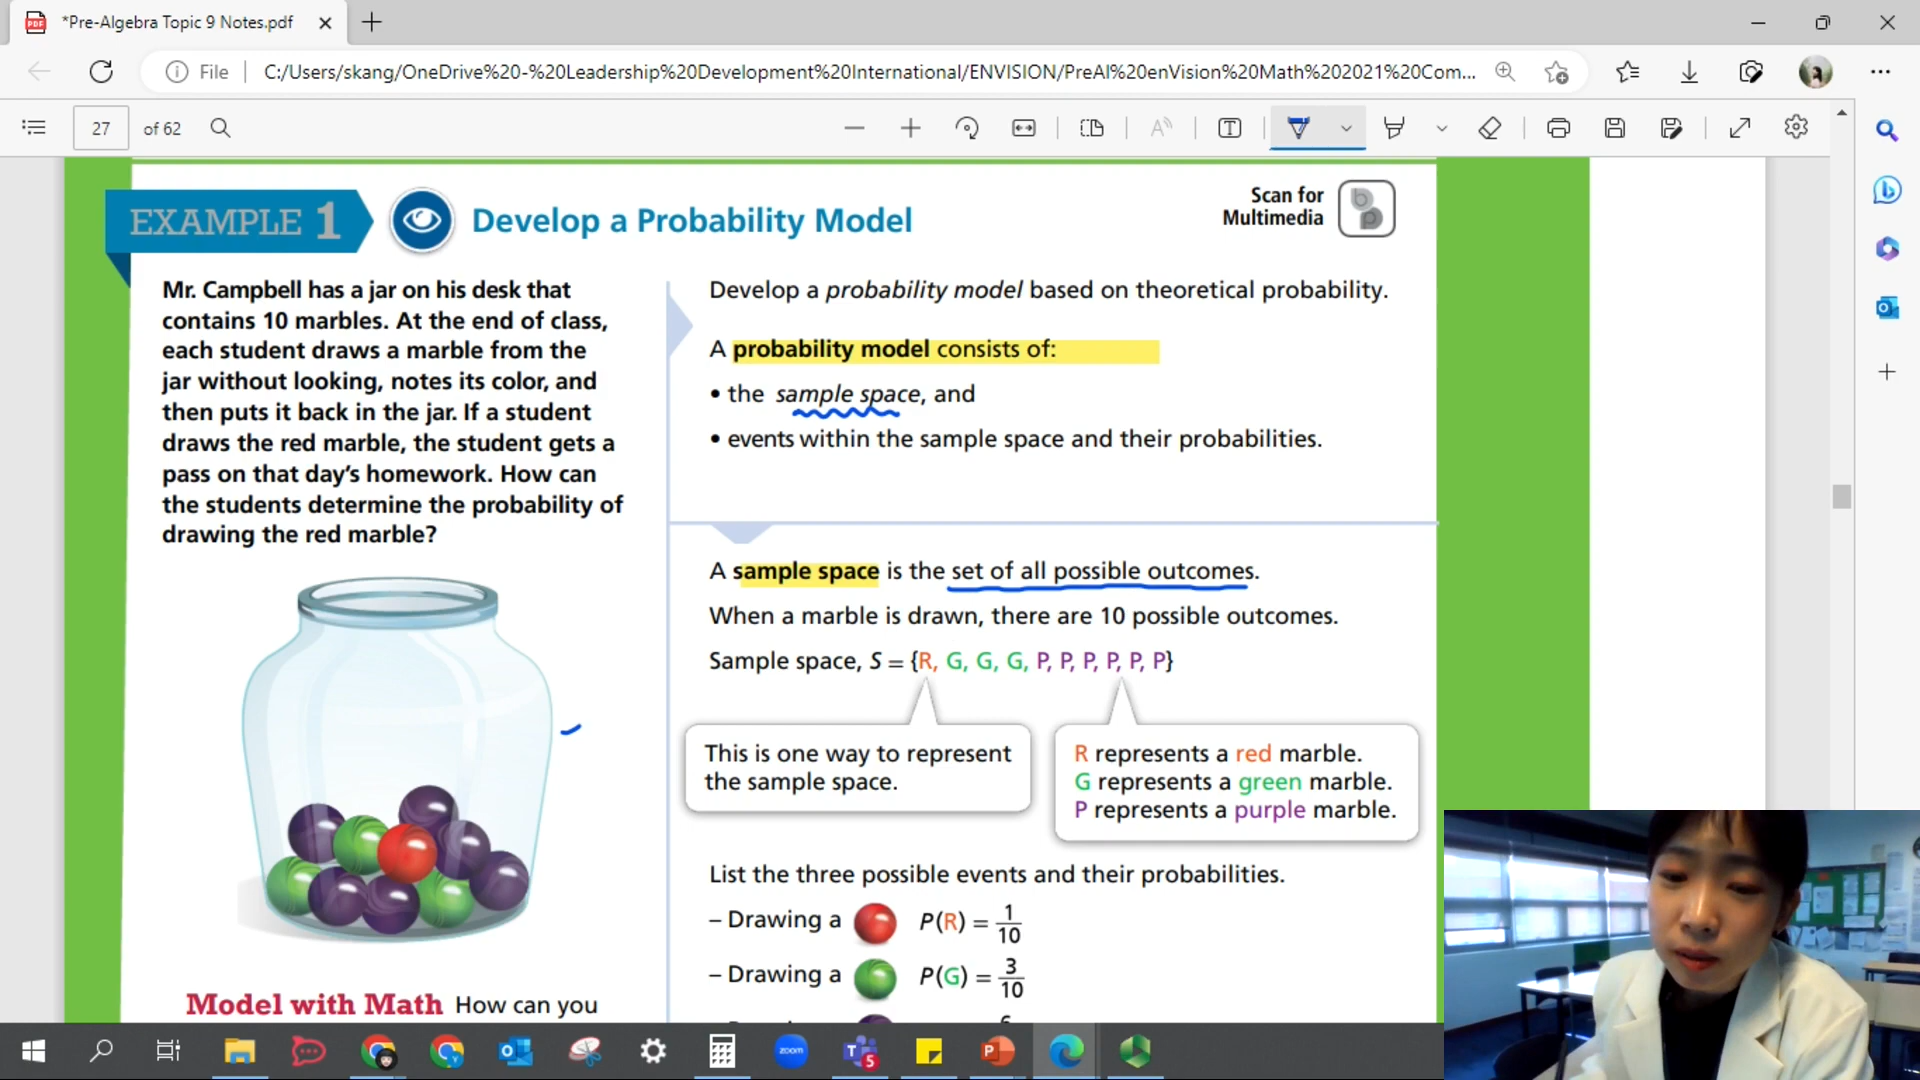 *Pre-Algebra Topic 9 Notes.pdf
File
C:/Users/skang/OneDrive%20-%20Leadership%20Development%20International/ENVISION/PreAl%20enVision%20Math%202021%20Com...
27 of 62
EXAMPLE 1
Develop a Probability Model
Scan for
Multimedia
Mr. Campbell has a jar on his desk that
contains 10 marbles. At the end of class,
each student draws a marble from the
jar without looking, notes its color, and
then puts it back in the jar. If a student
draws the red marble, the student gets a
pass on that day's homework. How can
the students determine the probability of
drawing the red marble?
Model with Math How can you
Develop a probability model based on theoretical probability.
A probability model consists of:
• the sample space, and
• events within the sample space and their probabilities.
A sample space is the set of all possible outcomes.
When a marble is drawn, there are 10 possible outcomes.
Sample space, S = {R, G, G, G, P, P, P, P, P, P}
This is one way to represent
the sample space.
R represents a red marble.
G represents a green marble.
P represents a purple marble.
List the three possible events and their probabilities.
– Drawing a P(R) = 1/10
– Drawing a P(G) = 3/10
zoom
5